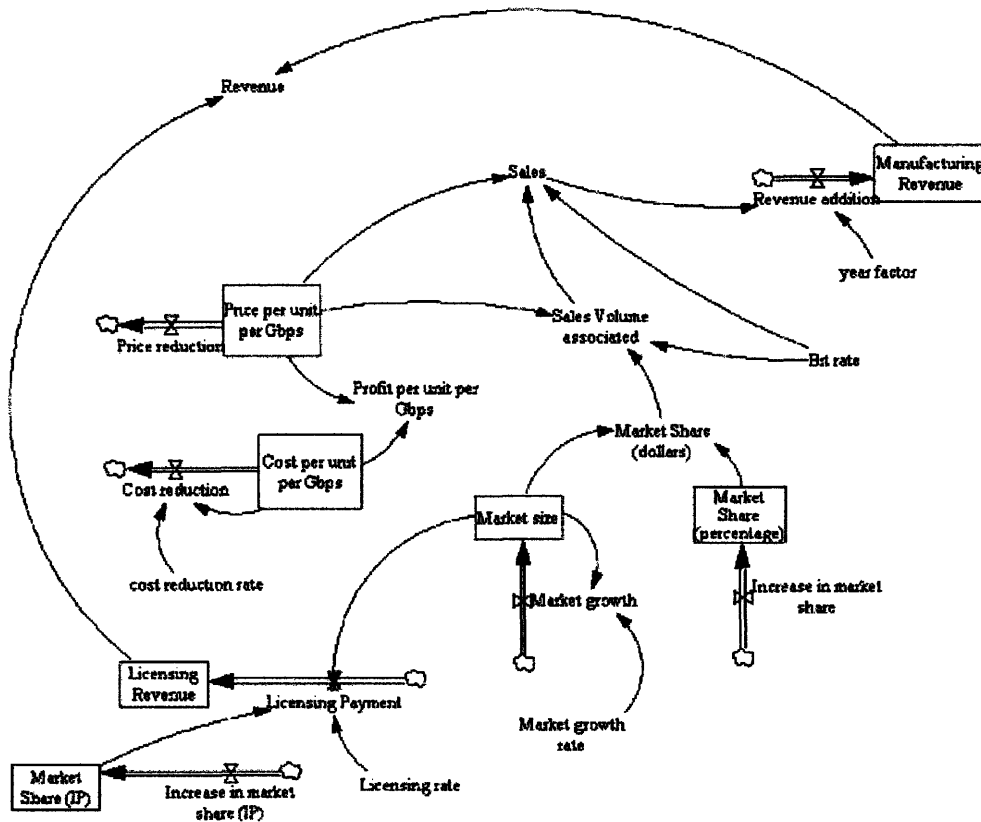 Revenue
Manufacturing
Revenue
Sales
Revenue addition
year factor
Price per unit
per Gbps
Price reduction
Sales Volume
associated
Bit rate
Profit per unit per
Gbps
Market Share
(dollars)
Cost per unit
per Gbps
Cost reduction
Market
Share
(percentage)
Market size
cost reduction rate
Market growth
Increase in market
share
Licensing
Revenue
Licensing Payment
Market growth
rate
Market
Share (IP)
Increase in market
share (IP)
Licensing rate